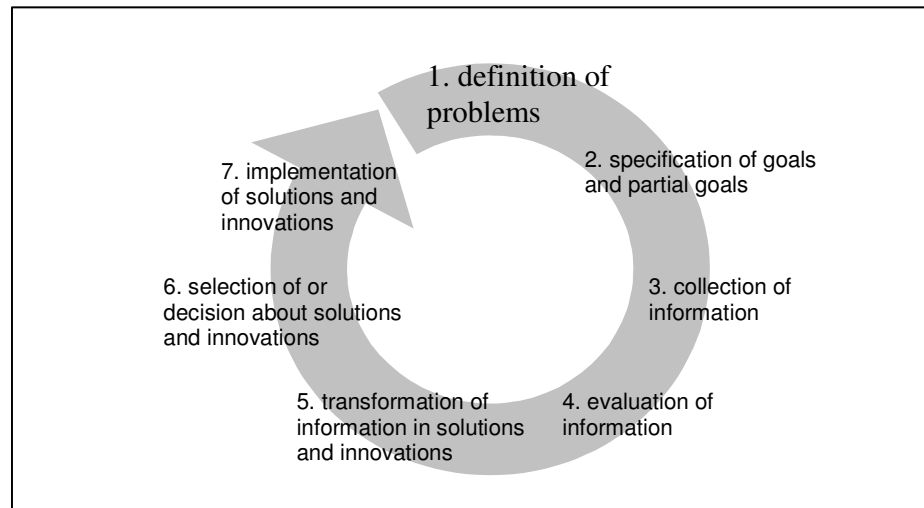 1. definition of
problems
2. specification of goals
and partial goals
3. collection of
information
4. evaluation of
information
5. transformation of
information in solutions
and innovations
6. selection of or
decision about solutions
and innovations
7. implementation
of solutions and
innovations